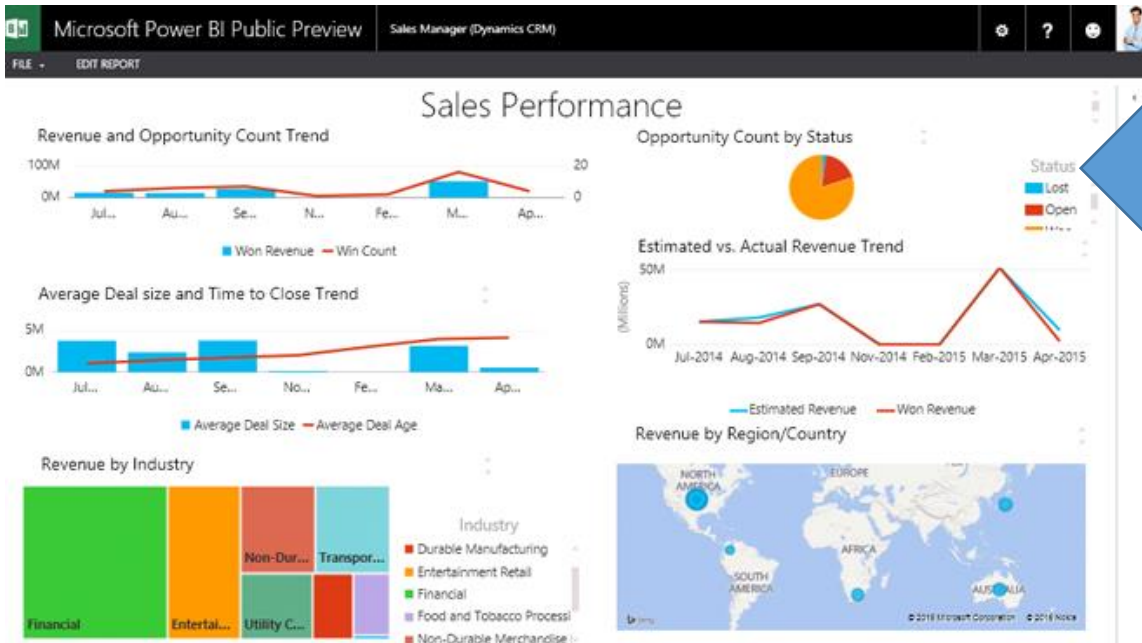 Microsoft Power BI Public Preview
Sales Manager (Dynamics CRM)
?
FILE
EDIT REPORT
Sales Performance
Revenue and Opportunity Count Trend
100M
20
0M
0
Jul...
Au...
Se...
N...
Fe...
M...
Ap...
Won Revenue
Win Count
Average Deal size and Time to Close Trend
5M
0M
Jul...
Au...
Se...
No...
Fe...
Ma...
Ap...
Average Deal Size
Average Deal Age
Revenue by Industry
Financial
Entertai...
Non-Dur...
Transpor...
Utility C...
Industry
Durable Manufacturing
Entertainment Retail
Financial
Food and Tobacco Processi
Non-Durable Merchandise
Opportunity Count by Status
Status
Lost
Open
Estimated vs. Actual Revenue Trend
(Millions)
50M
0M
Jul-2014 Aug-2014 Sep-2014 Nov-2014 Feb-2015 Mar-2015 Apr-2015
Estimated Revenue
Won Revenue
Revenue by Region/Country
NORTH
AMERICA
EUROPE
AFRICA
SOUTH
AMERICA
AUSTRALIA